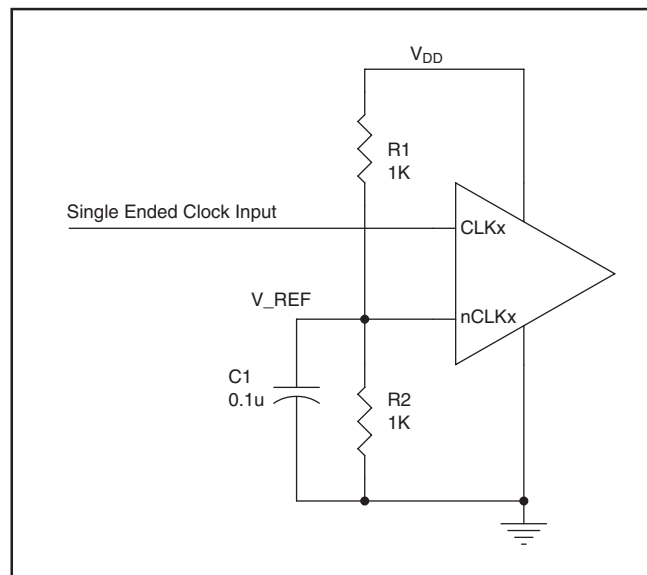 VDD
R1
1K
Single Ended Clock Input
CLKx
V_REF
nCLKx
C1
0.1u
R2
1K